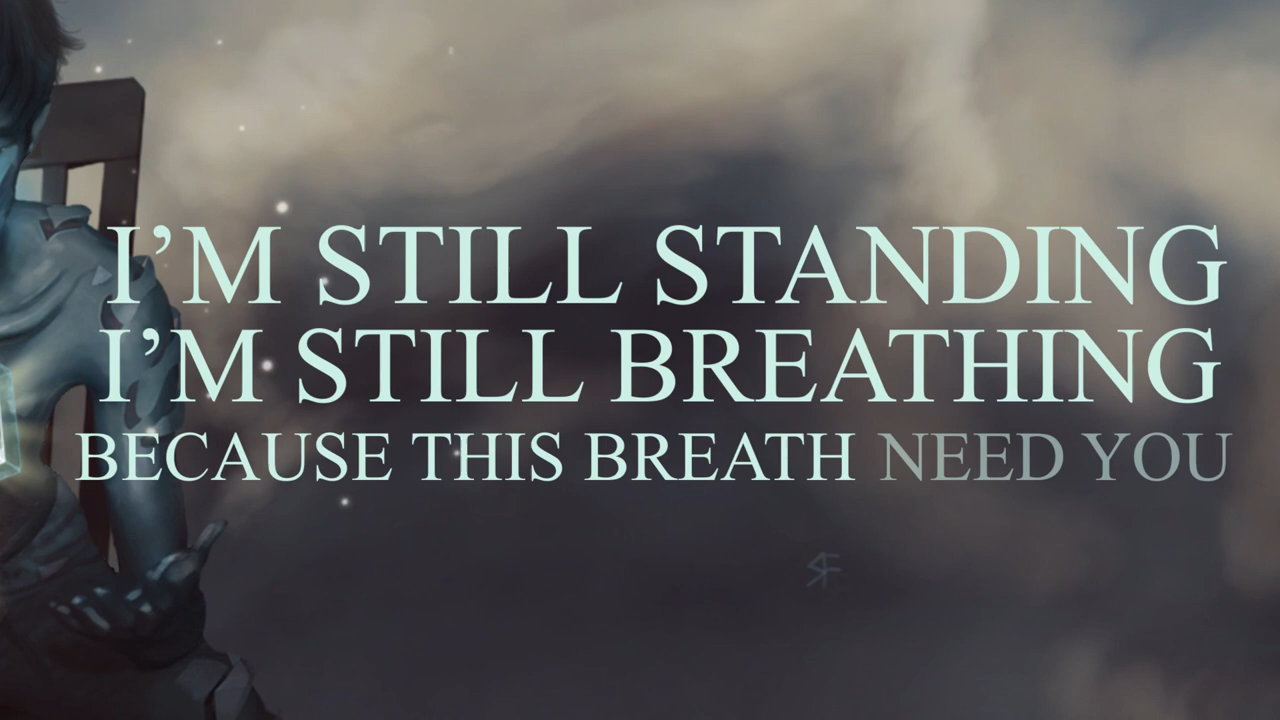 I'M STILL STANDING
I'M STILL BREATHING
BECAUSE THIS BREATH NEED YOU